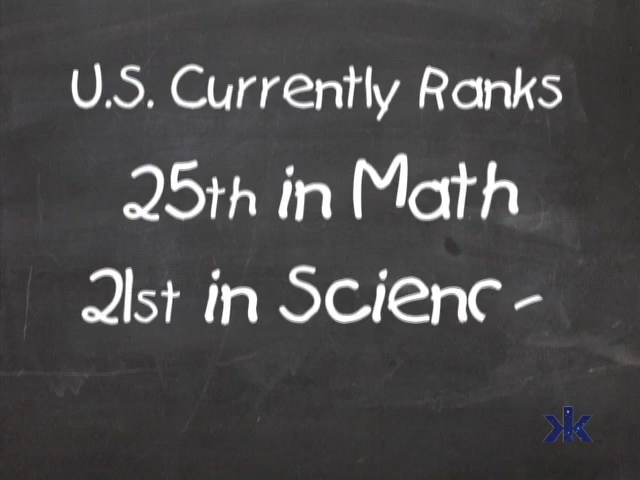 U.S. Currently Ranks
25th in Math
21st in Scienc -